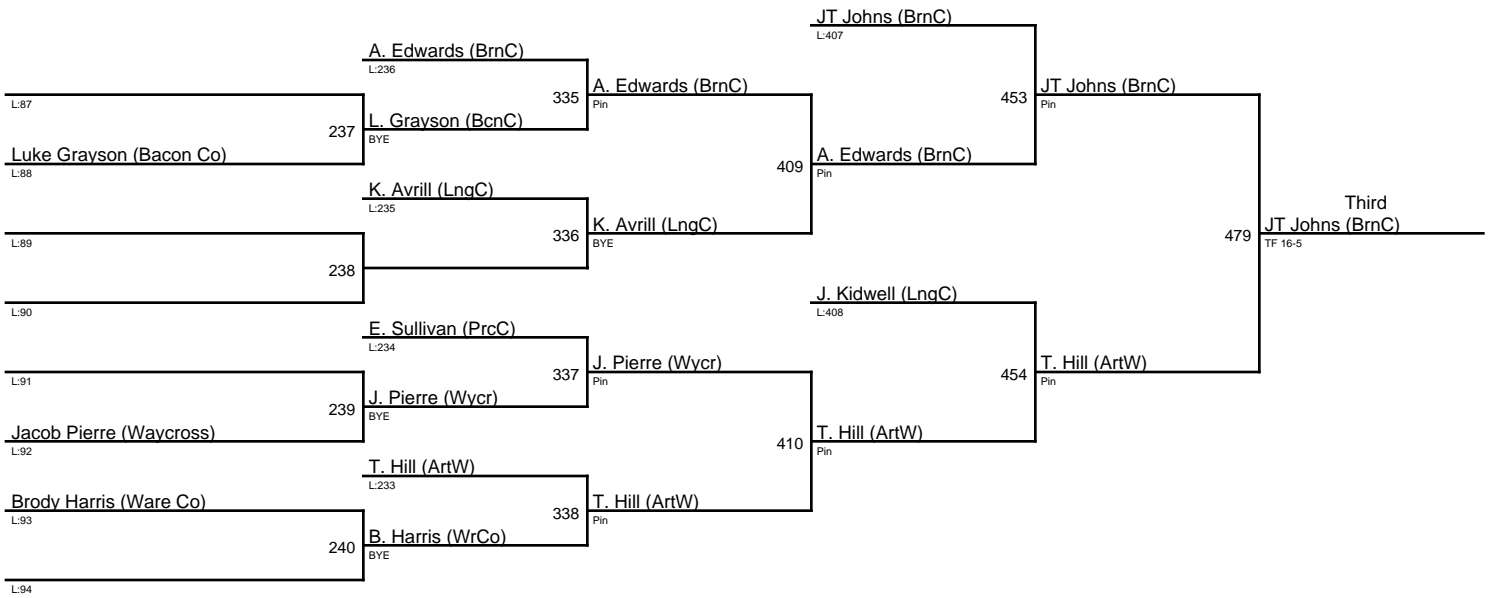 JT Johns (BrnC)
L:407
A. Edwards (BrnC)
L:236
335
A. Edwards (BrnC)
Pin
453
JT Johns (BrnC)
Pin
L:87
237
L. Grayson (BcnC)
BYE
Luke Grayson (Bacon Co)
L:88
409
A. Edwards (BrnC)
Pin
K. Avrill (LngC)
L:235
336
K. Avrill (LngC)
BYE
Third
479
JT Johns (BrnC)
TF 16-5
L:89
238
L:90
J. Kidwell (LngC)
L:408
E. Sullivan (PrcC)
L:234
337
J. Pierre (Wycr)
Pin
454
T. Hill (ArtW)
Pin
L:91
239
J. Pierre (Wycr)
BYE
Jacob Pierre (Waycross)
L:92
410
T. Hill (ArtW)
Pin
T. Hill (ArtW)
L:233
Brody Harris (Ware Co)
L:93
338
T. Hill (ArtW)
Pin
240
B. Harris (WrCo)
BYE
L:94